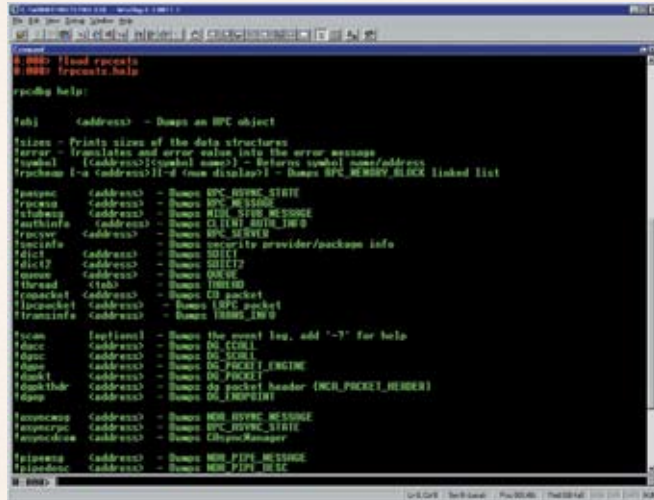 File Edit View Debug Window Help
Command
0:000> !load rpcexts
0:000> !rpcexts.help
rpcdbg help:
!obj <address> - Dumps an RPC object
!sizes - Prints sizes of the data structures
!error - Translates and error value into the error message
!symbol [<address>|<symbol name>] - Returns symbol name/address
!rpcheap [-a <address>][-d <num display>] - Dumps RPC_MEMORY_BLOCK linked list
!pasync <address> - Dumps RPC_ASYNC_STATE
!rpcmsg <address> - Dumps RPC_MESSAGE
!stubmsg <address> - Dumps MIDL_STUB_MESSAGE
!authinfo <address> - Dumps CLIENT_AUTH_INFO
!rpcsvr <address> - Dumps RPC_SERVER
!secinfo - Dumps security provider/package info
!dict <address> - Dumps SDICT
!dict2 <address> - Dumps SDICT2
!queue <address> - Dumps QUEUE
!thread <teb> - Dumps THREAD
!copacket <address> - Dumps CO packet
!lpcpacket <address> - Dumps LRPC packet
!transinfo <address> - Dumps TRANS_INFO
!scan [options] - Dumps the event log, add '-?' for help
!dgcc <address> - Dumps DG_CCALL
!dgsc <address> - Dumps DG_SCALL
!dgpe <address> - Dumps DG_PACKET_ENGINE
!dgpkt <address> - Dumps DG_PACKET
!dgpkthdr <address> - Dumps dg packet header (NCA_PACKET_HEADER)
!dgep <address> - Dumps DG_ENDPOINT
!asyncmsg <address> - Dumps NDR_ASYNC_MESSAGE
!asyncrpc <address> - Dumps RPC_ASYNC_STATE
!asyncdcom <address> - Dumps CAsyncManager
!pipemsg <address> - Dumps NDR_PIPE_MESSAGE
!pipedesc <address> - Dumps NDR_PIPE_DESC
0:000>